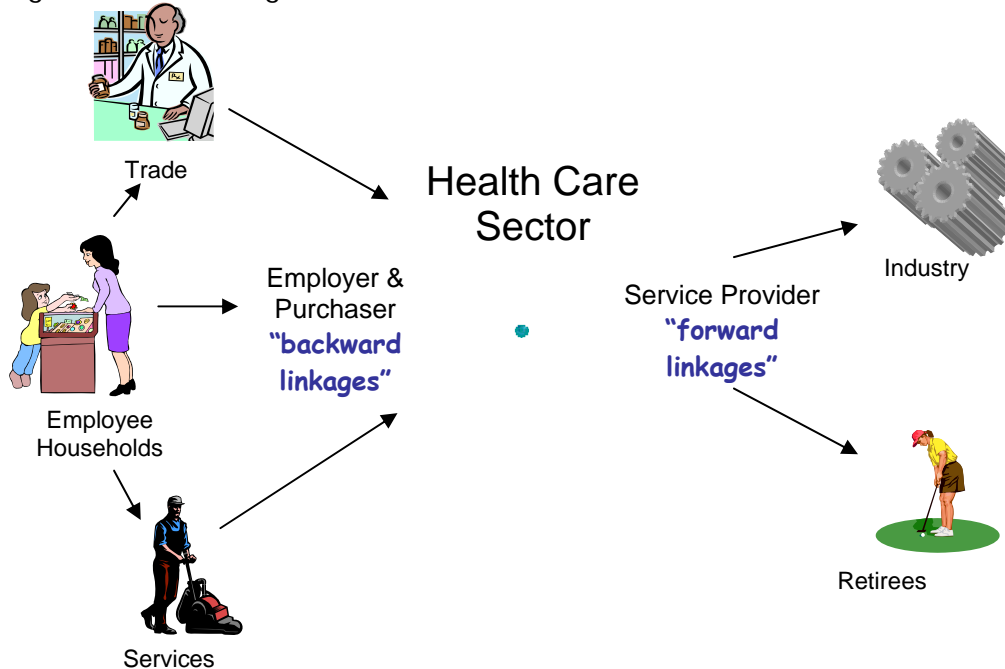 Trade
Health Care
Sector
Industry
Employer &
Purchaser
“backward
linkages”
Service Provider
“forward
linkages”
Employee
Households
Retirees
Services